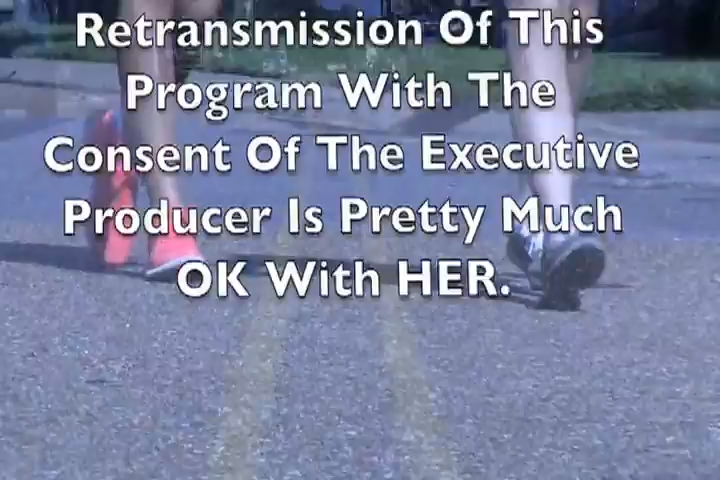 Retransmission Of This
Program With The
Consent Of The Executive
Producer Is Pretty Much
OK With HER.